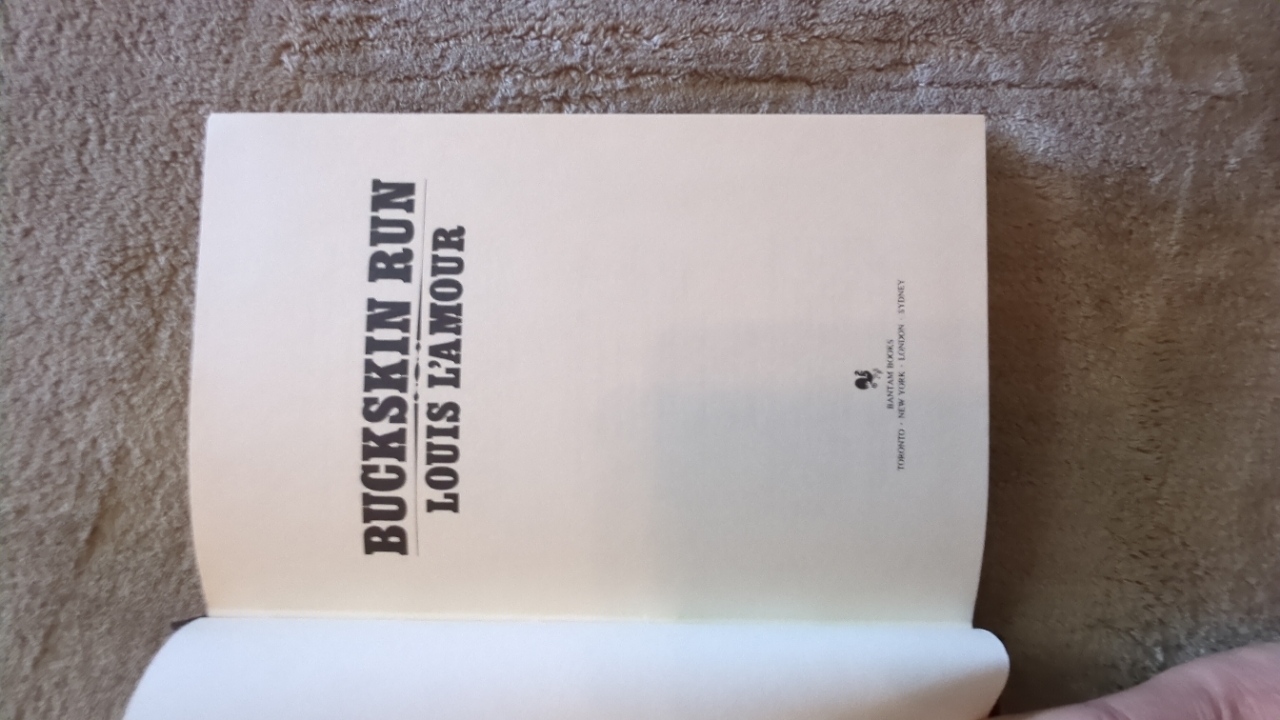 BUCKSKIN RUN
LOUIS L'AMOUR
BANTAM BOOKS
TORONTO · NEW YORK · LONDON · SYDNEY